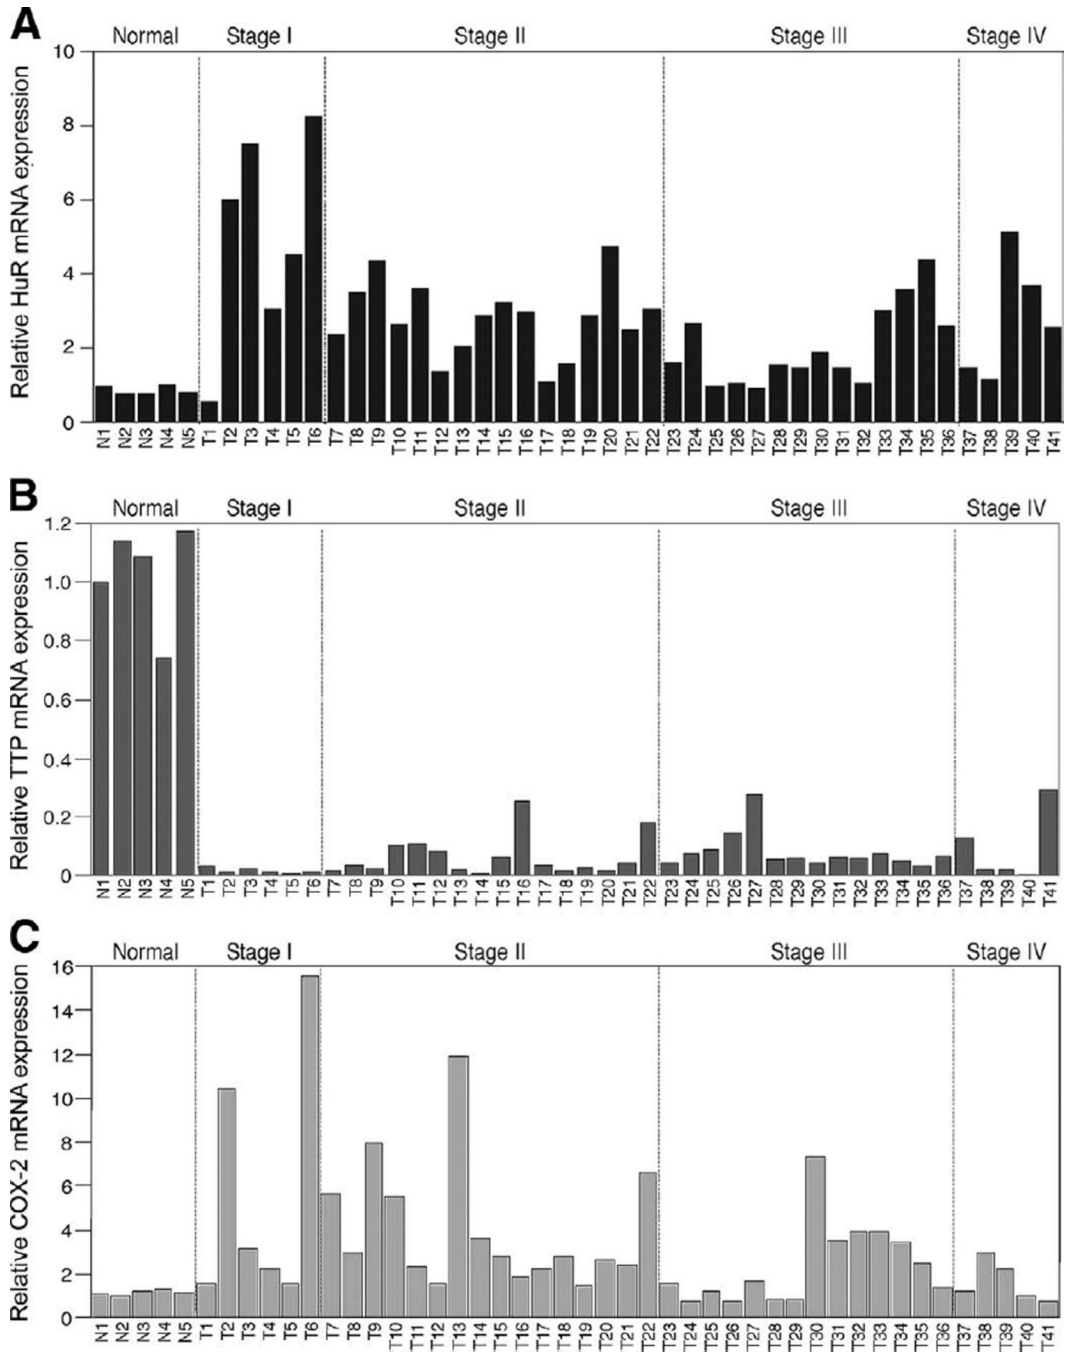 A
Normal Stage I Stage II Stage III Stage IV
Relative HuR mRNA expression
10
8
6
4
2
0
N1 N2 N3 N4 N5 T1 T2 T3 T4 T5 T6 T7 T8 T9 T10 T11 T12 T13 T14 T15 T16 T17 T18 T19 T20 T21 T22 T23 T24 T25 T26 T27 T28 T29 T30 T31 T32 T33 T34 T35 T36 T37 T38 T39 T40 T41
B
Normal Stage I Stage II Stage III Stage IV
Relative TTP mRNA expression
1.2
1.0
0.8
0.6
0.4
0.2
0
N1 N2 N3 N4 N5 T1 T2 T3 T4 T5 T6 T7 T8 T9 T10 T11 T12 T13 T14 T15 T16 T17 T18 T19 T20 T21 T22 T23 T24 T25 T26 T27 T28 T29 T30 T31 T32 T33 T34 T35 T36 T37 T38 T39 T40 T41
C
Normal Stage I Stage II Stage III Stage IV
Relative COX-2 mRNA expression
16
14
12
10
8
6
4
2
0
N1 N2 N3 N4 N5 T1 T2 T3 T4 T5 T6 T7 T8 T9 T10 T11 T12 T13 T14 T15 T16 T17 T18 T19 T20 T21 T22 T23 T24 T25 T26 T27 T28 T29 T30 T31 T32 T33 T34 T35 T36 T37 T38 T39 T40 T41